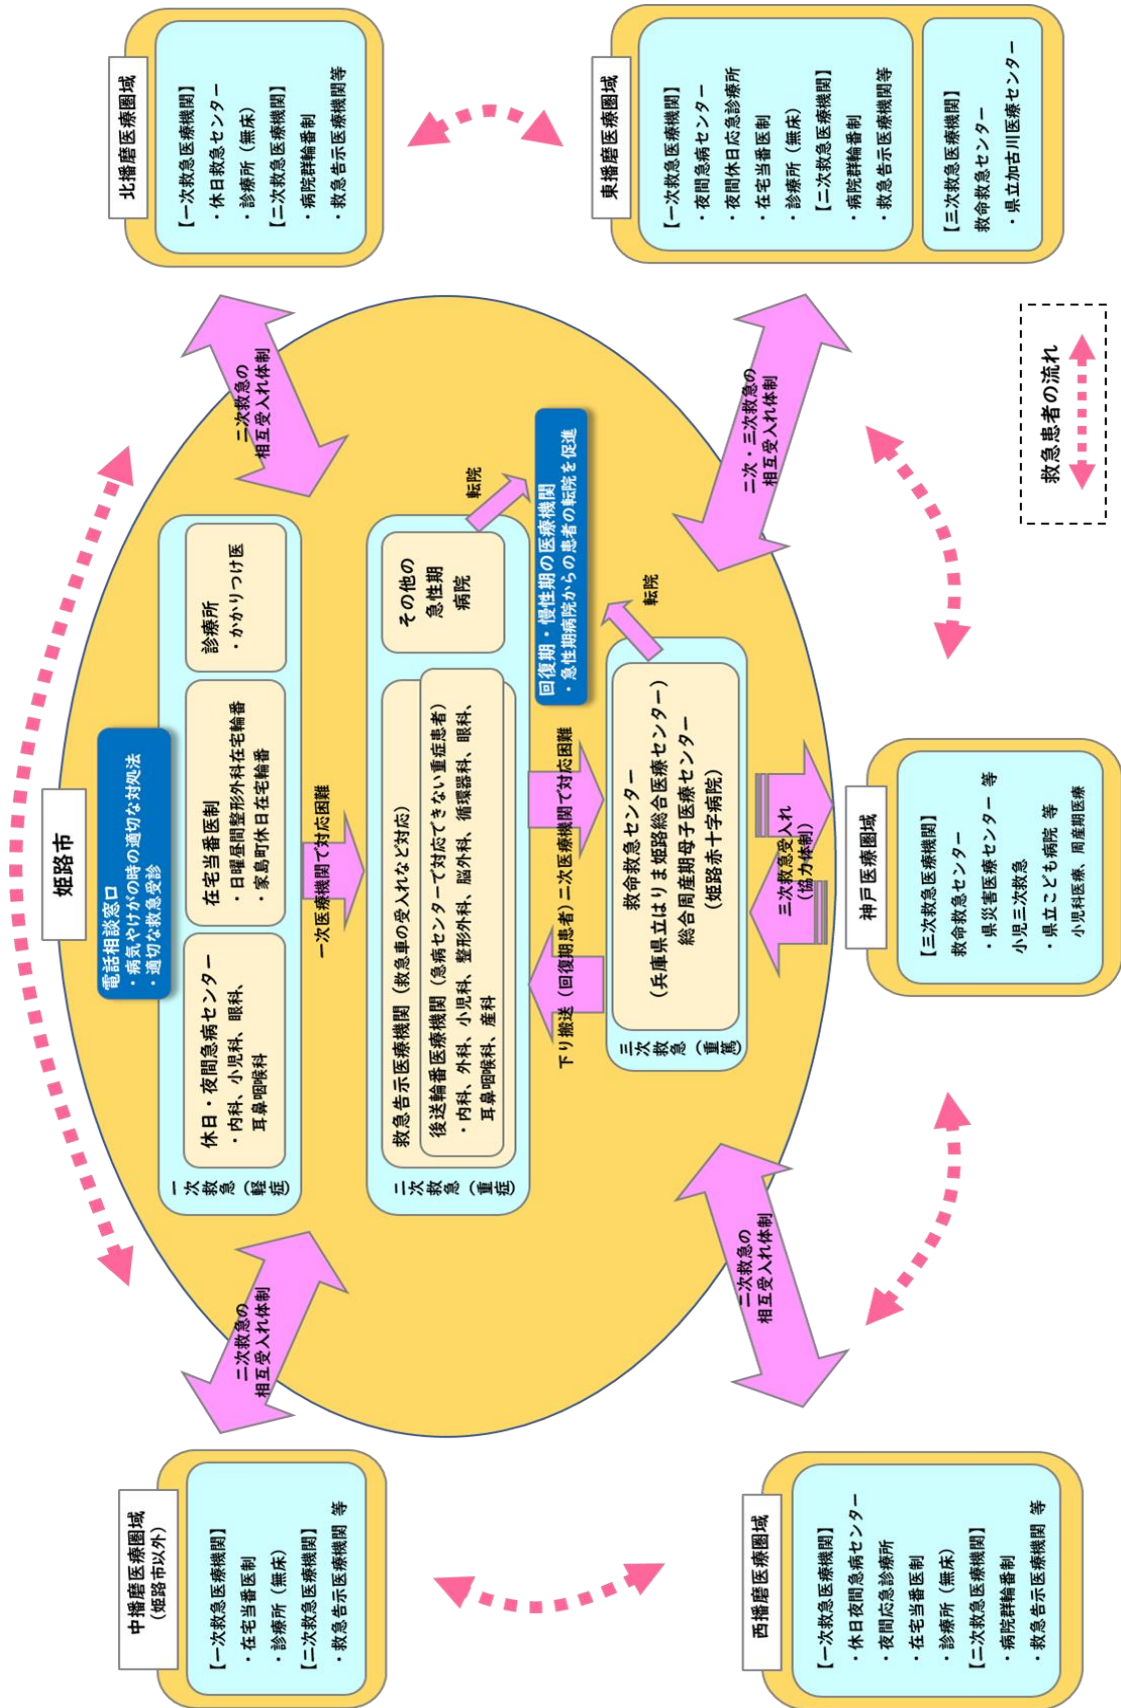 姫路市
電話相談窓口
・病気やけがの時の適切な対処法
・適切な救急受診
一次救急（軽症）
休日・夜間急病センター
・内科、小児科、眼科、
耳鼻咽喉科
在宅当番医制
・日曜昼間整形外科在宅輪番
・家島町休日在宅輪番
診療所
・かかりつけ医
一次医療機関で対応困難
二次救急（重症）
救急告示医療機関（救急車の受入れなど対応）
後送輪番医療機関（急病センターで対応できない重症患者）
・内科、外科、小児科、整形外科、脳外科、循環器科、眼科、
耳鼻咽喉科、産科
その他の
急性期
病院
転院
回復期・慢性期の医療機関
・急性期病院からの患者の転院を促進
下り搬送（回復期患者）
二次医療機関で対応困難
三次救急（重篤）
救命救急センター
（兵庫県立はりま姫路総合医療センター）
総合周産期母子医療センター
（姫路赤十字病院）
転院
三次救急受入れ
（協力体制）
中播磨医療圏域
（姫路市以外）
【一次救急医療機関】
・在宅当番医制
・診療所（無床）
【二次救急医療機関】
・救急告示医療機関 等
二次救急の
相互受入れ体制
北播磨医療圏域
【一次救急医療機関】
・休日救急センター
・診療所（無床）
【二次救急医療機関】
・病院群輪番制
・救急告示医療機関等
二次救急の
相互受入れ体制
西播磨医療圏域
【一次救急医療機関】
・休日夜間急病センター
・夜間応急診療所
・在宅当番医制
・診療所（無床）
【二次救急医療機関】
・病院群輪番制
・救急告示医療機関 等
二次救急の
相互受入れ体制
神戸医療圏域
【三次救急医療機関】
救命救急センター
・県災害医療センター 等
小児三次救急
・県立こども病院 等
小児科医療、周産期医療
東播磨医療圏域
【一次救急医療機関】
・夜間急病センター
・夜間休日応急診療所
・在宅当番医制
・診療所（無床）
【二次救急医療機関】
・病院群輪番制
・救急告示医療機関等
【三次救急医療機関】
救命救急センター
・県立加古川医療センター
二次・三次救急の
相互受入れ体制
救急患者の流れ